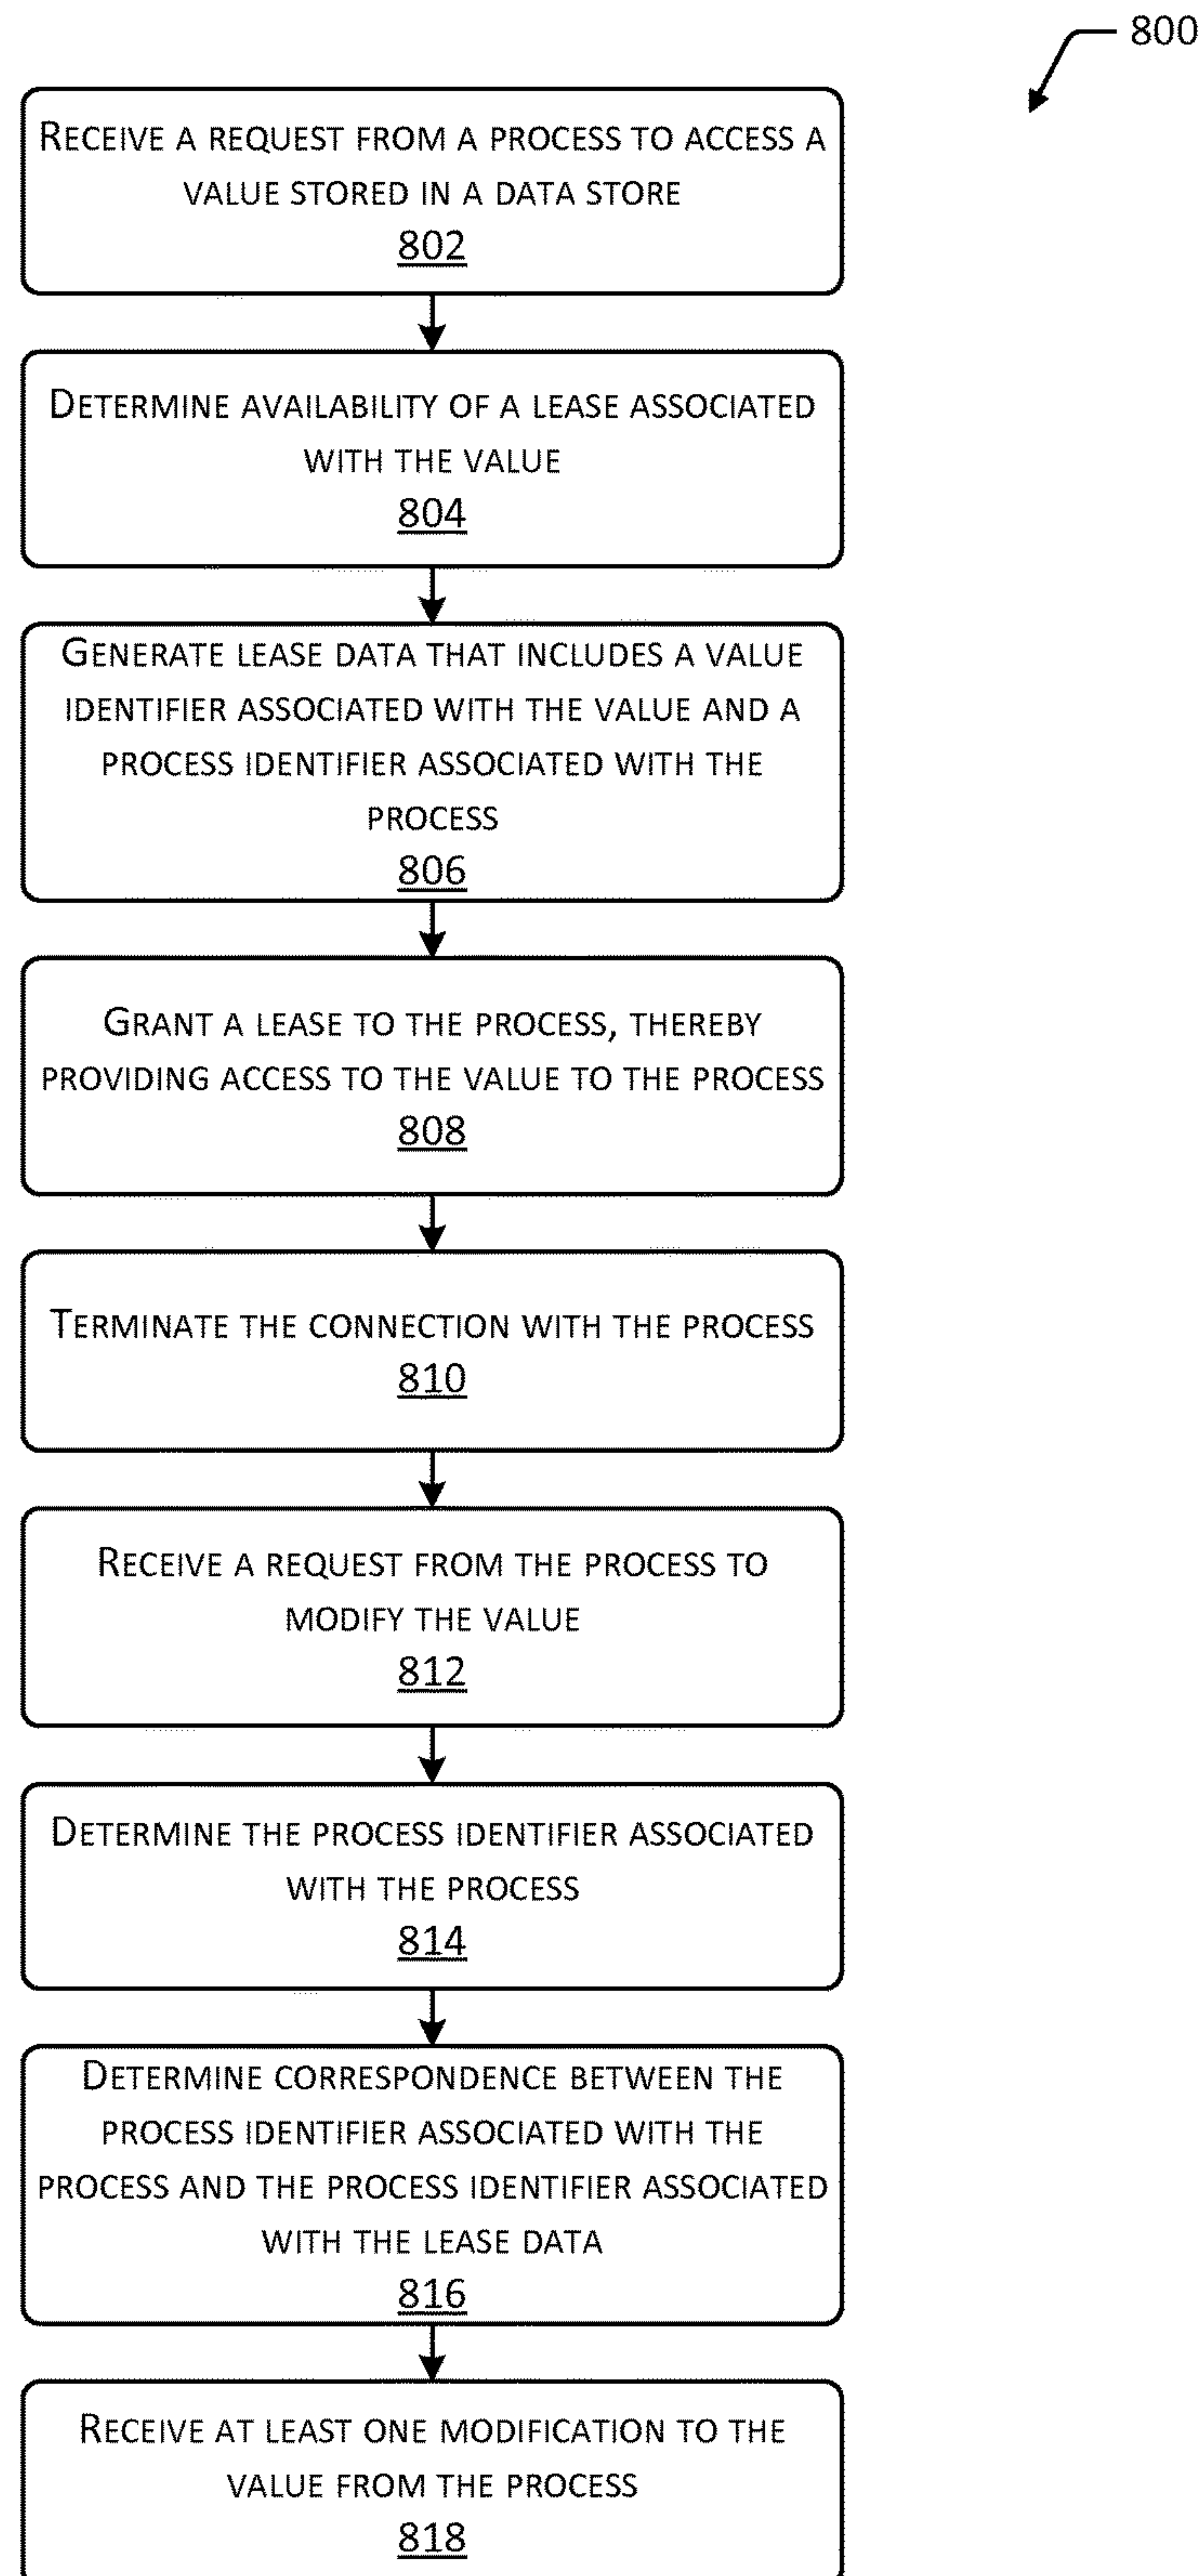 800
RECEIVE A REQUEST FROM A PROCESS TO ACCESS A
VALUE STORED IN A DATA STORE
802
DETERMINE AVAILABILITY OF A LEASE ASSOCIATED
WITH THE VALUE
804
GENERATE LEASE DATA THAT INCLUDES A VALUE
IDENTIFIER ASSOCIATED WITH THE VALUE AND A
PROCESS IDENTIFIER ASSOCIATED WITH THE
PROCESS
806
GRANT A LEASE TO THE PROCESS, THEREBY
PROVIDING ACCESS TO THE VALUE TO THE PROCESS
808
TERMINATE THE CONNECTION WITH THE PROCESS
810
RECEIVE A REQUEST FROM THE PROCESS TO
MODIFY THE VALUE
812
DETERMINE THE PROCESS IDENTIFIER ASSOCIATED
WITH THE PROCESS
814
DETERMINE CORRESPONDENCE BETWEEN THE
PROCESS IDENTIFIER ASSOCIATED WITH THE
PROCESS AND THE PROCESS IDENTIFIER ASSOCIATED
WITH THE LEASE DATA
816
RECEIVE AT LEAST ONE MODIFICATION TO THE
VALUE FROM THE PROCESS
818